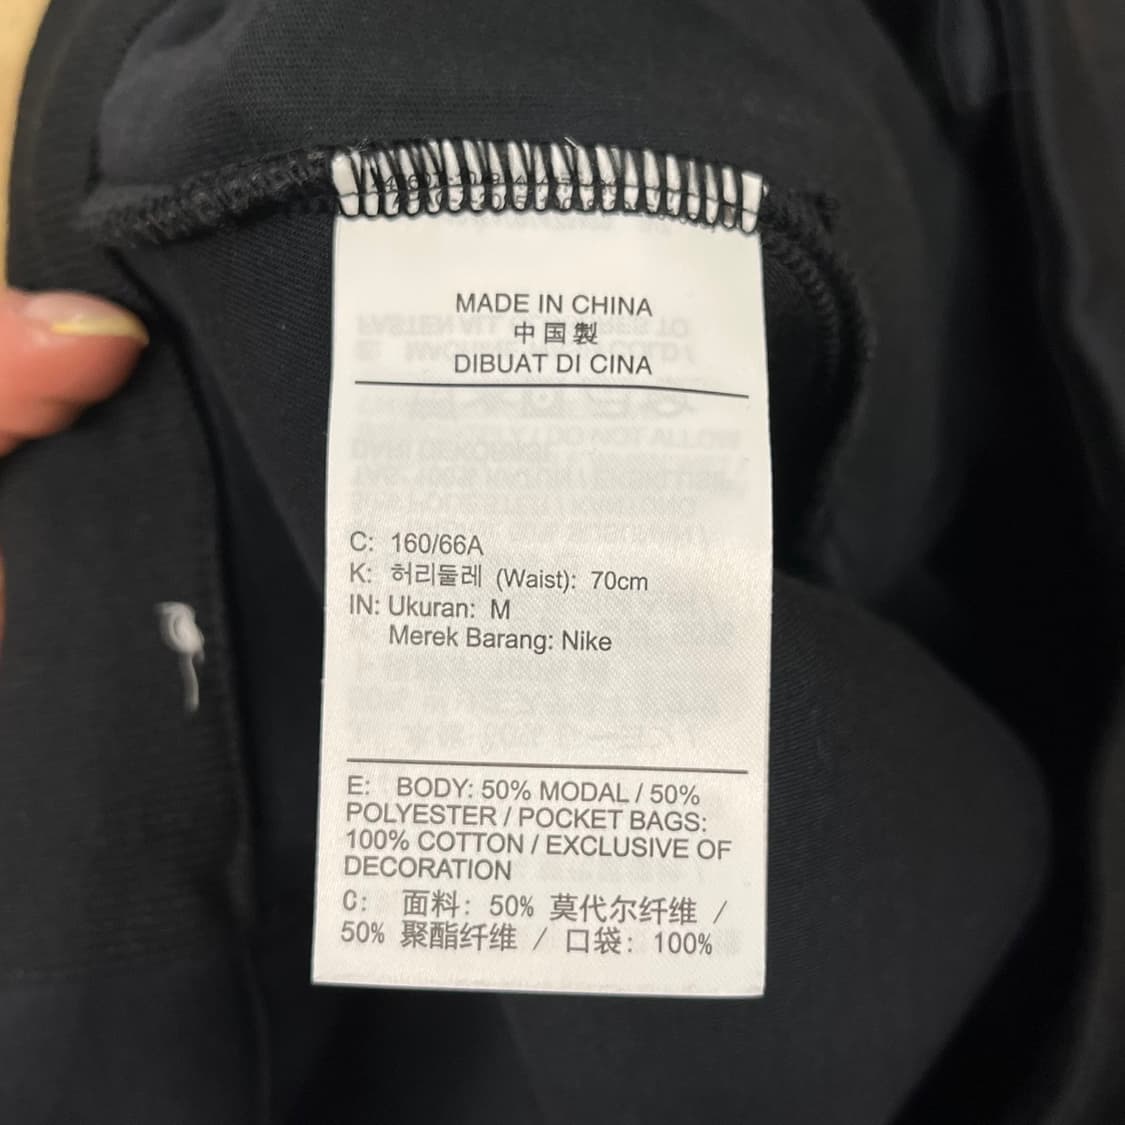 MADE IN CHINA
中国製
DIBUAT DI CINA
C: 160/66A
K: 허리둘레 (Waist): 70cm
IN: Ukuran: M
Merek Barang: Nike
E: BODY: 50% MODAL / 50%
POLYESTER / POCKET BAGS:
100% COTTON / EXCLUSIVE OF
DECORATION
C: 面料: 50% 莫代尔纤维 /
50% 聚酯纤维 / 口袋: 100%